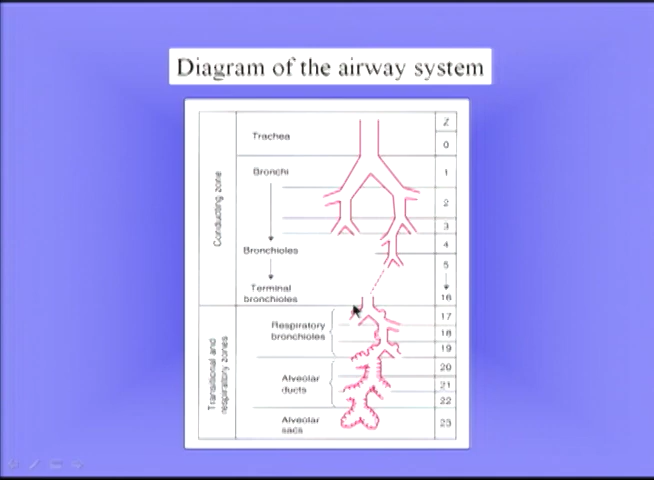 Diagram of the airway system
Z
Trachea
0
Bronchi
1
2
3
Bronchioles
4
5
Terminal
bronchioles
16
17
Respiratory
bronchioles
18
19
20
Alveolar
ducts
21
22
Alveolar
sacs
23
Conducting zone
Transitional and
respiratory zones